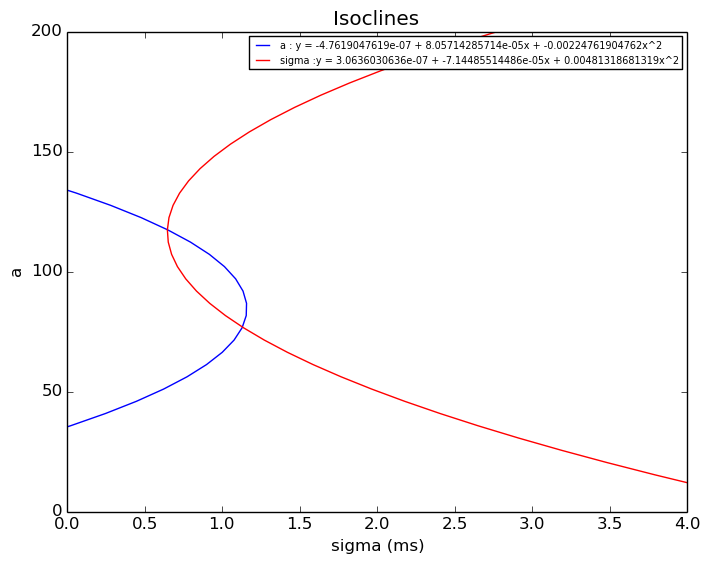 Isoclines
a : y = -4.7619047619e-07 + 8.05714285714e-05x + -0.00224761904762x^2
sigma :y = 3.0636030636e-07 + -7.14485514486e-05x + 0.00481318681319x^2
200
150
100
50
0
a
0.0 0.5 1.0 1.5 2.0 2.5 3.0 3.5 4.0
sigma (ms)